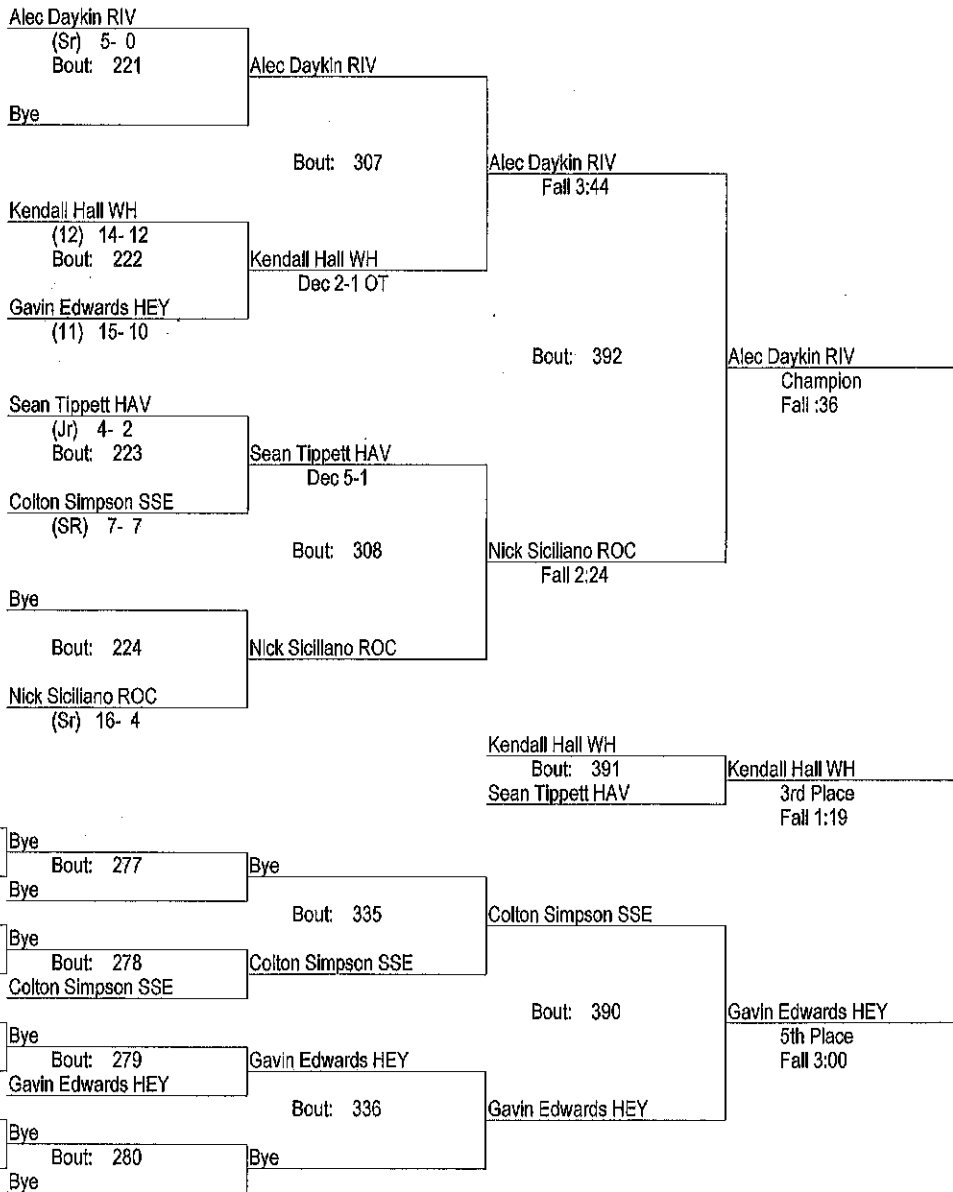 Alec Daykin RIV
(Sr) 5- 0
Bout: 221
Alec Daykin RIV
Bye
Bout: 307
Alec Daykin RIV
Fall 3:44
Kendall Hall WH
(12) 14- 12
Bout: 222
Kendall Hall WH
Dec 2-1 OT
Gavin Edwards HEY
(11) 15- 10
Bout: 392
Alec Daykin RIV
Champion
Fall :36
Sean Tippett HAV
(Jr) 4- 2
Bout: 223
Sean Tippett HAV
Dec 5-1
Colton Simpson SSE
(SR) 7- 7
Bout: 308
Nick Siciliano ROC
Fall 2:24
Bye
Bout: 224
Nick Siciliano ROC
Nick Siciliano ROC
(Sr) 16- 4
Kendall Hall WH
Bout: 391
Sean Tippett HAV
Kendall Hall WH
3rd Place
Fall 1:19
Bye
Bout: 277
Bye
Bye
Bout: 335
Colton Simpson SSE
Bye
Bout: 278
Colton Simpson SSE
Colton Simpson SSE
Bout: 390
Gavin Edwards HEY
5th Place
Fall 3:00
Bye
Bout: 279
Gavin Edwards HEY
Gavin Edwards HEY
Bout: 336
Gavin Edwards HEY
Bye
Bout: 280
Bye
Bye